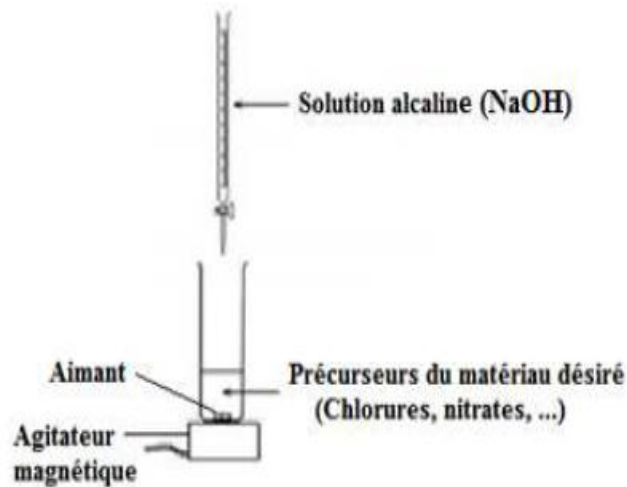 Solution alcaline (NaOH)
Aimant
Précurseurs du matériau désiré
(Chlorures, nitrates, ...)
Agitateur
magnétique